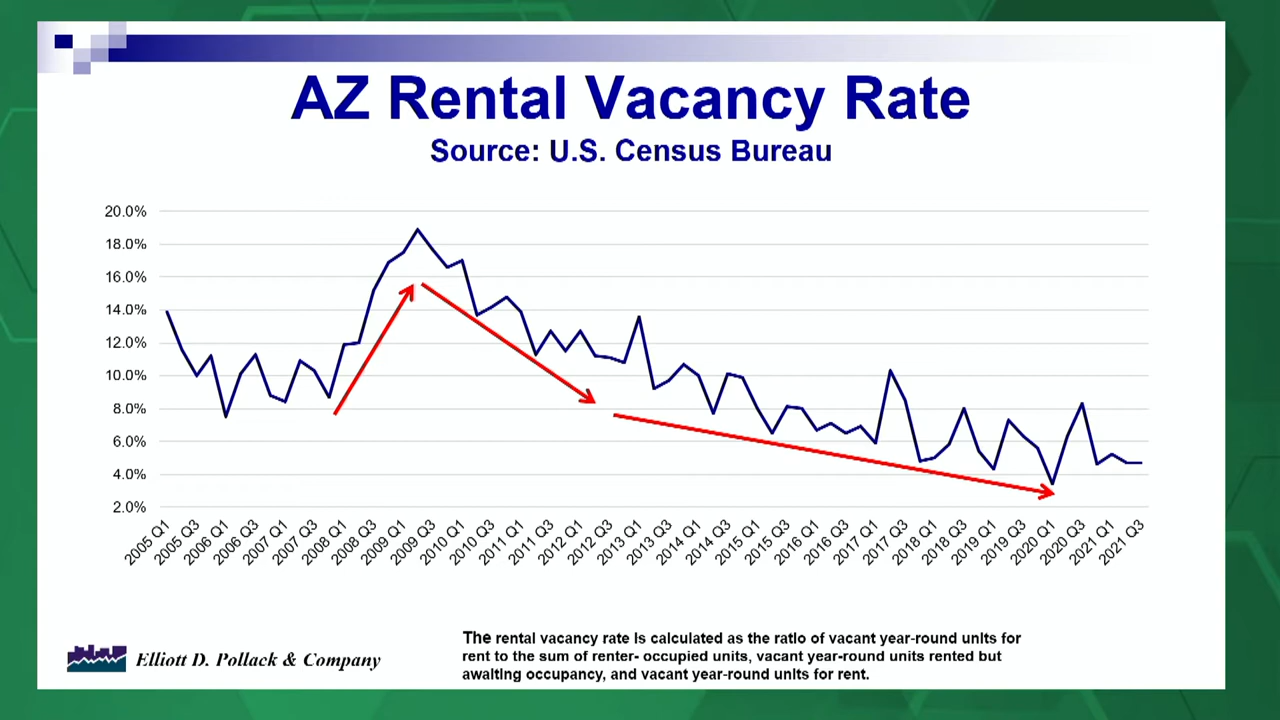 AZ Rental Vacancy Rate
Source: U.S. Census Bureau
20.0%
18.0%
16.0%
14.0%
12.0%
10.0%
8.0%
6.0%
4.0%
2.0%
2005 Q1
2005 Q3
2006 Q1
2006 Q3
2007 Q1
2007 Q3
2008 Q1
2008 Q3
2009 Q1
2009 Q3
2010 Q1
2010 Q3
2011 Q1
2011 Q3
2012 Q1
2012 Q3
2013 Q1
2013 Q3
2014 Q1
2014 Q3
2015 Q1
2015 Q3
2016 Q1
2016 Q3
2017 Q1
2017 Q3
2018 Q1
2018 Q3
2019 Q1
2019 Q3
2020 Q1
2020 Q3
2021 Q1
2021 Q3
Elliott D. Pollack & Company
The rental vacancy rate is calculated as the ratio of vacant year-round units for
rent to the sum of renter- occupied units, vacant year-round units rented but
awaiting occupancy, and vacant year-round units for rent.